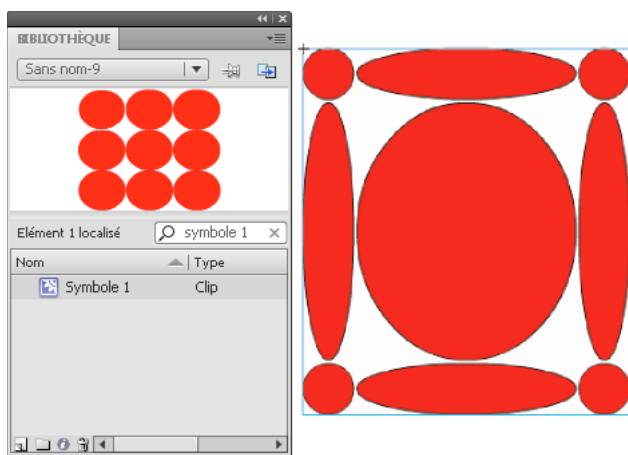 BIBLIOTHÈQUE
Sans nom-9
Elément 1 localisé
symbole 1
Nom
Type
Symbole 1
Clip